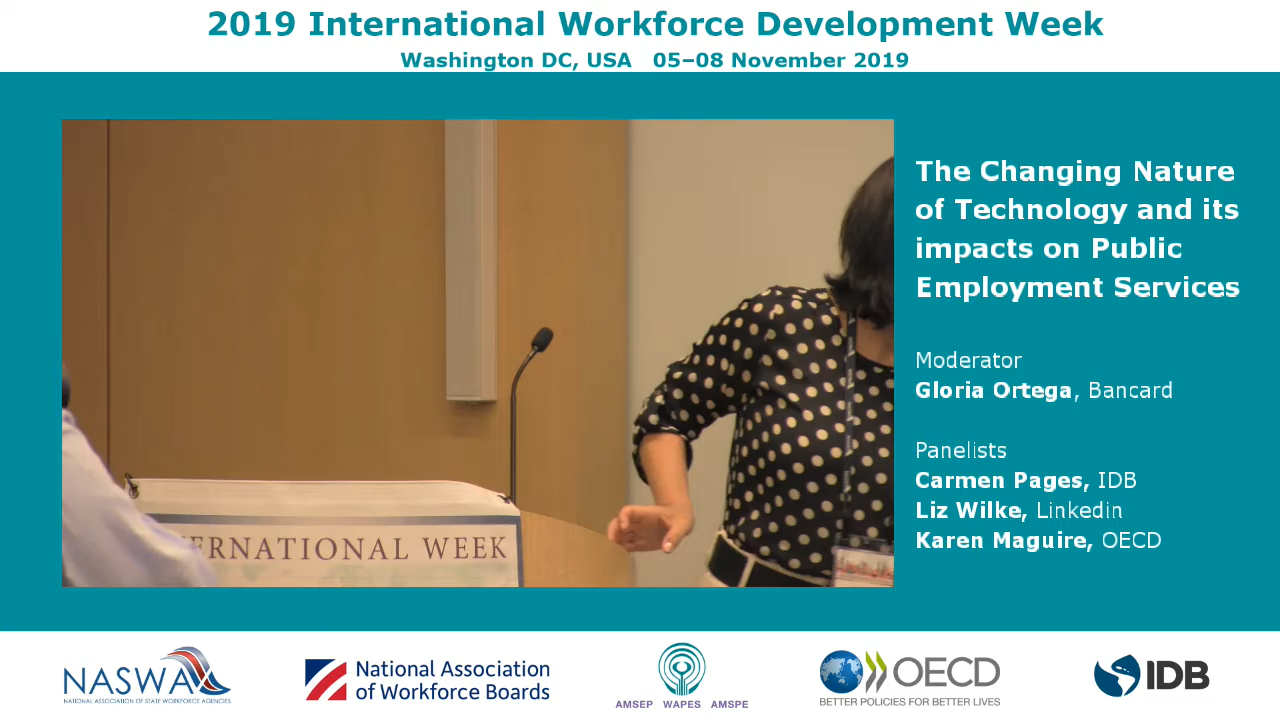 2019 International Workforce Development Week
Washington DC, USA 05–08 November 2019
The Changing Nature
of Technology and its
impacts on Public
Employment Services
Moderator
Gloria Ortega, Bancard
Panelists
Carmen Pages, IDB
Liz Wilke, Linkedin
Karen Maguire, OECD
ERNATIONAL WEEK
NASWA
NATIONAL ASSOCIATION OF STATE WORKFORCE AGENCIES
National Association
of Workforce Boards
AMSEP WAPES AMSPE
OECD
BETTER POLICIES FOR BETTER LIVES
IDB